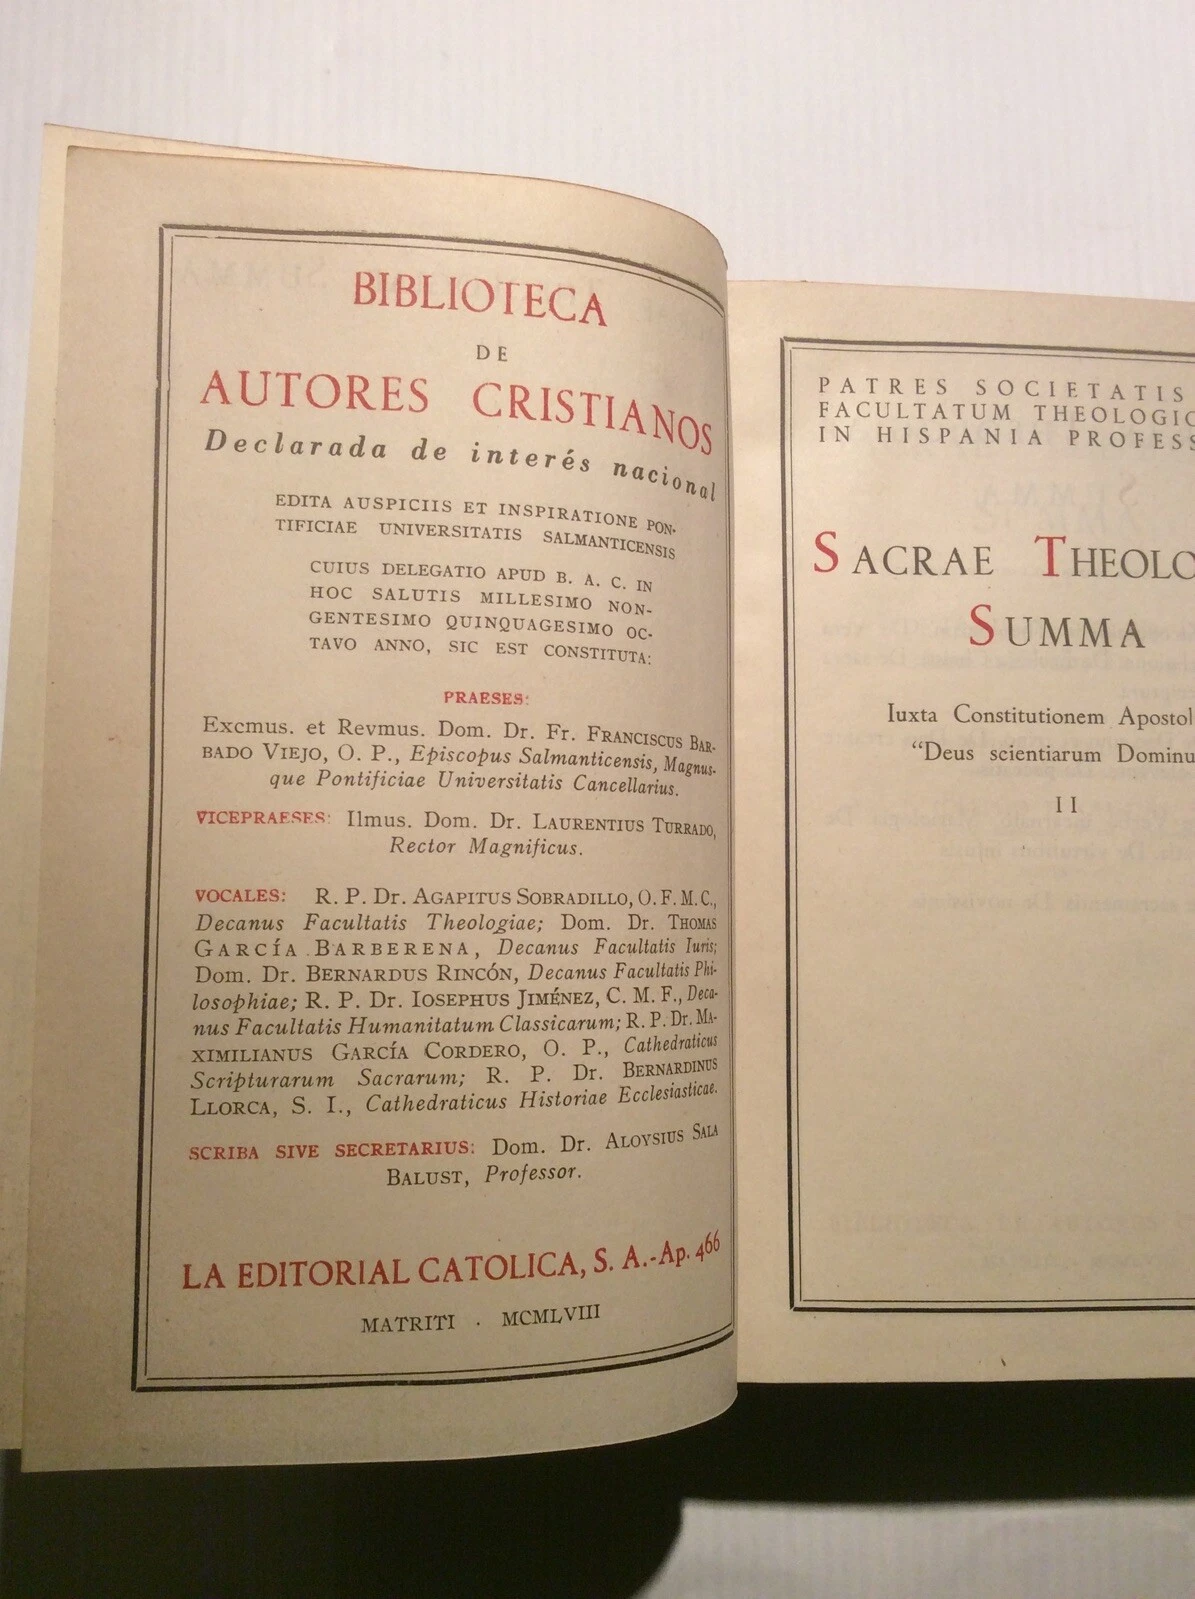 BIBLIOTECA
DE
AUTORES CRISTIANOS
Declarada de interés nacional
EDITA AUSPICIIS ET INSPIRATIONE PON-
TIFICIAE UNIVERSITATIS SALMANTICENSIS
CUIUS DELEGATIO APUD B. A. C. IN
HOC SALUTIS MILLESIMO NON-
GENTESIMO QUINQUAGESIMO OC-
TAVO ANNO, SIC EST CONSTITUTA:
PRAESES:
Excmus. et Revmus. Dom. Dr. Fr. FRANCISCUS BAR-
BADO VIEJO, O. P., Episcopus Salmanticensis, Magnus-
que Pontificiae Universitatis Cancellarius.
VICEPRAESES: Ilmus. Dom. Dr. LAURENTIUS TURRADO,
Rector Magnificus.
VOCALES: R. P. Dr. AGAPITUS SOBRADILLO, O. F. M. C.,
Decanus Facultatis Theologiae; Dom. Dr. THOMAS
GARCÍA BARBERENA, Decanus Facultatis Iuris;
Dom. Dr. BERNARDUS RINCÓN, Decanus Facultatis Phi-
losophiae; R. P. Dr. IOSEPHUS JIMÉNEZ, C. M. F., Deca-
nus Facultatis Humanitatum Classicarum; R. P. Dr. MA-
XIMILIANUS GARCÍA CORDERO, O. P., Cathedraticus
Scripturarum Sacrarum; R. P. Dr. BERNARDINUS
LLORCA, S. I., Cathedraticus Historiae Ecclesiasticae.
SCRIBA SIVE SECRETARIUS: Dom. Dr. ALOYSIUS SALA
BALUST, Professor.
LA EDITORIAL CATOLICA, S. A.-Ap. 466
MATRITI . MCMLVIII
PATRES SOCIETATIS
FACULTATUM THEOLOGIC
IN HISPANIA PROFESS
SACRAE THEOLO
SUMMA
Iuxta Constitutionem Apostol
“Deus scientiarum Dominu
II